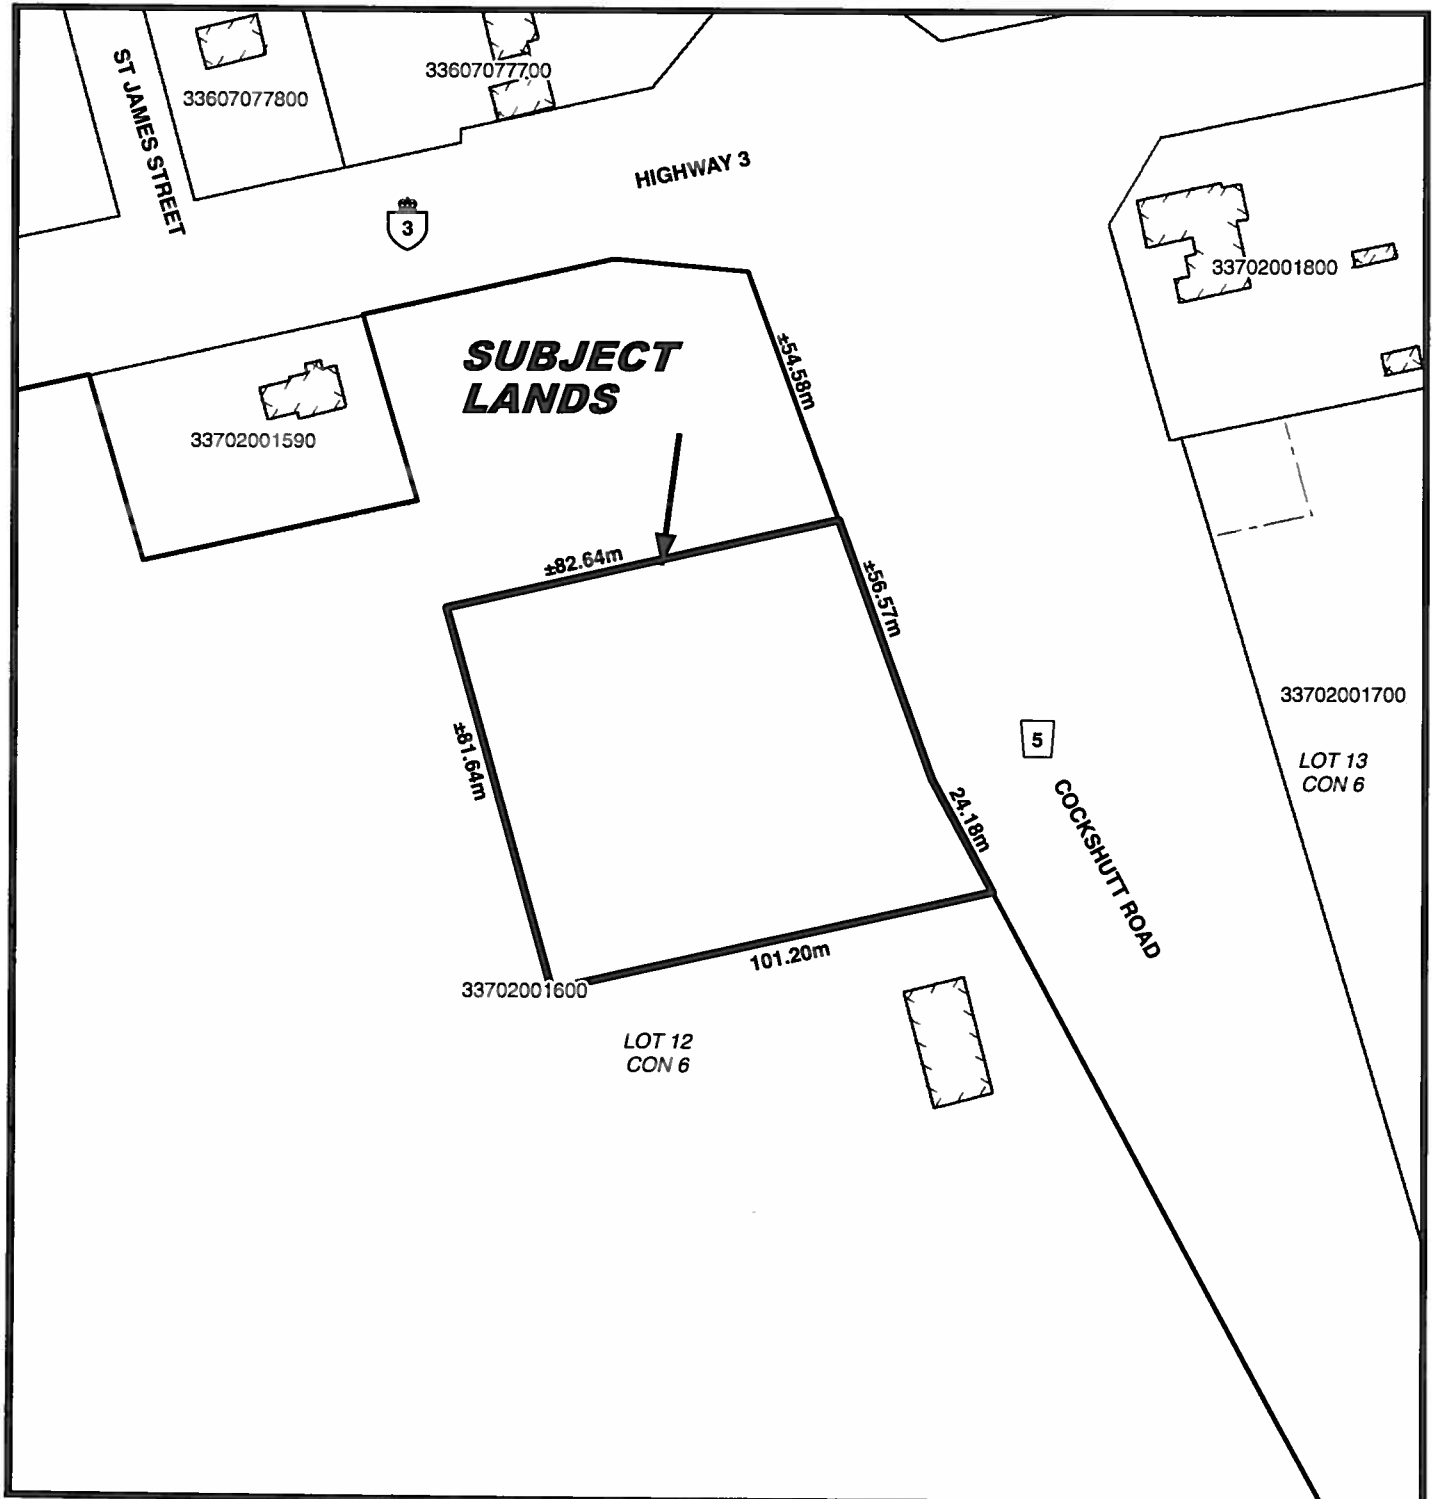 ST JAMES STREET
33607077800
33607077700
HIGHWAY 3
3
33702001800
SUBJECT
LANDS
±54.58m
33702001590
±82.64m
±56.57m
33702001700
5
±81.64m
LOT 13
CON 6
24.18m
COCKSHUTT ROAD
101.20m
33702001600
LOT 12
CON 6